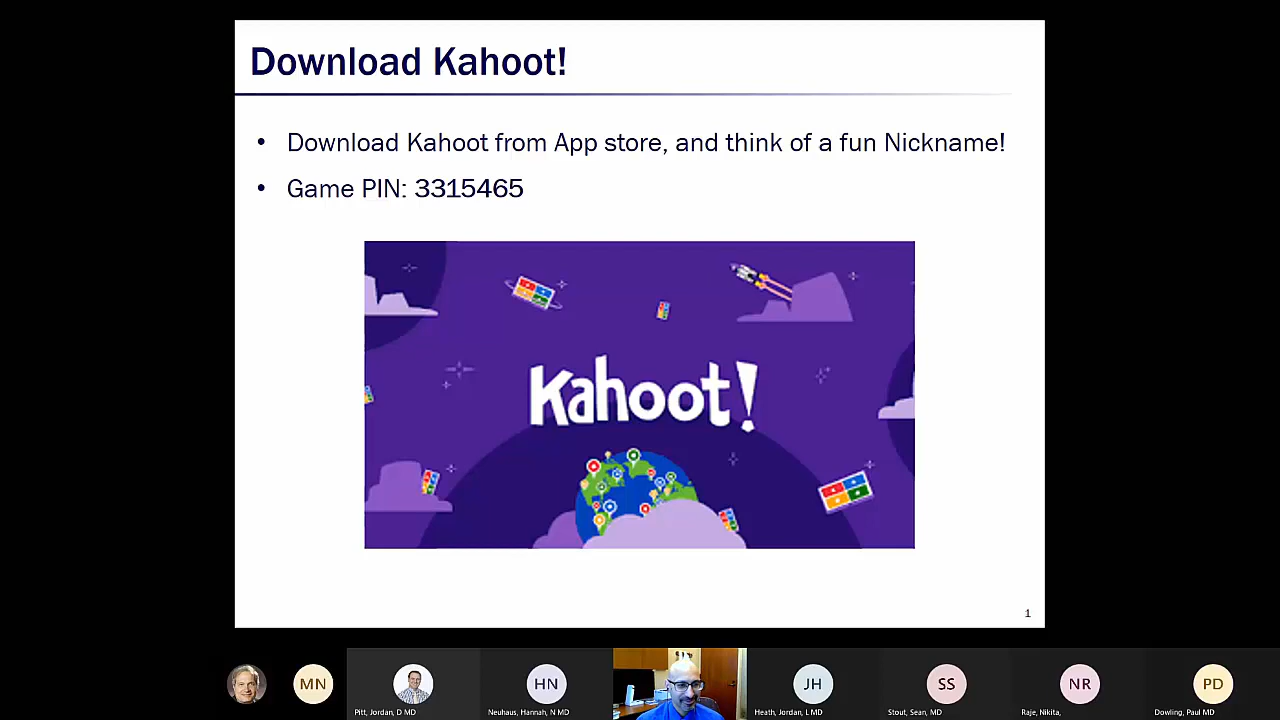 Download Kahoot!
• Download Kahoot from App store, and think of a fun Nickname!
• Game PIN: 3315465
Kahoot!
1
MN
HN
JH
SS
NR
PD
Pitt, Jordan, D MD
Neuhaus, Hannah, N MD
Heath, Jordan, L MD
Stout, Sean, MD
Raje, Nikita,
Dowling, Paul MD